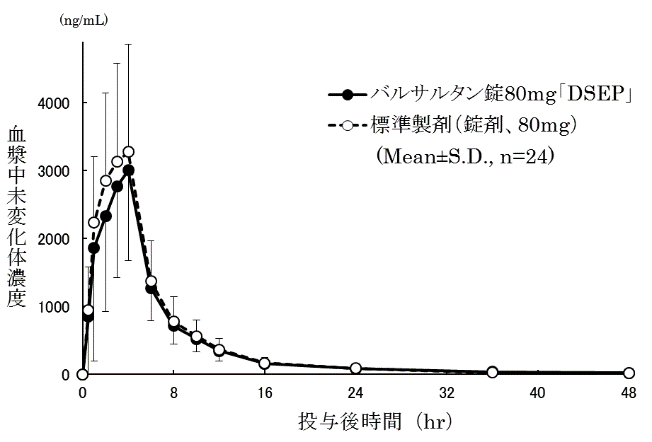 (ng/mL)
血漿中未変化体濃度
4000
3000
2000
1000
0
バルサルタン錠80mg「DSEP」
標準製剤(錠剤、80mg)
(Mean±S.D., n=24)
0 8 16 24 32 40 48
投与後時間 (hr)